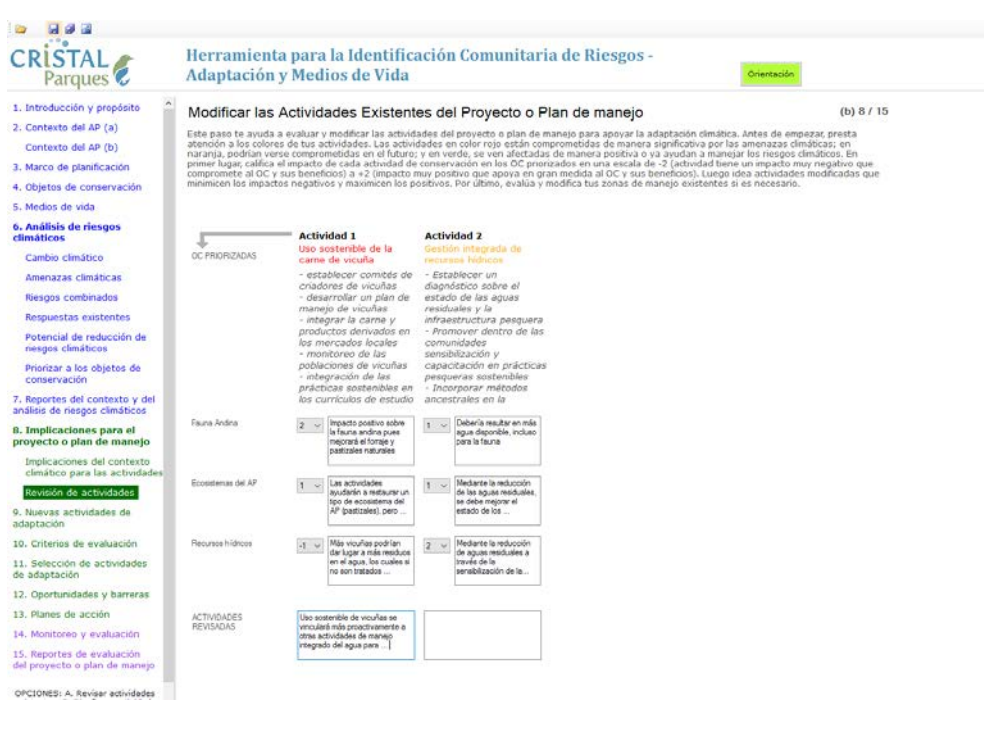 CRiSTAL
Parques
Herramienta para la Identificación Comunitaria de Riesgos -
Adaptación y Medios de Vida
Orientación
1. Introducción y propósito
2. Contexto del AP (a)
Contexto del AP (b)
3. Marco de planificación
4. Objetos de conservación
5. Medios de vida
6. Análisis de riesgos
climáticos
Cambio climático
Amenazas climáticas
Riesgos combinados
Respuestas existentes
Potencial de reducción de
riesgos climáticos
Priorizar a los objetos de
conservación
7. Reportes del contexto y del
análisis de riesgos climáticos
8. Implicaciones para el
proyecto o plan de manejo
Implicaciones del contexto
climático para las actividades
Revisión de actividades
9. Nuevas actividades de
adaptación
10. Criterios de evaluación
11. Selección de actividades
de adaptación
12. Oportunidades y barreras
13. Planes de acción
14. Monitoreo y evaluación
15. Reportes de evaluación
del proyecto o plan de manejo
OPCIONES: A. Revisar actividades
Modificar las Actividades Existentes del Proyecto o Plan de manejo
(b) 8 / 15
Este paso te ayuda a evaluar y modificar las actividades del proyecto o plan de manejo para apoyar la adaptación climática. Antes de empezar, presta
atención a los colores de tus actividades. Las actividades en color rojo están comprometidas de manera significativa por las amenazas climáticas; en
naranja, podrían verse comprometidas en el futuro; y en verde, se ven afectadas de manera positiva o ya ayudan a manejar los riesgos climáticos. En
primer lugar, califica el impacto de cada actividad de conservación en los OC priorizados en una escala de -2 (actividad tiene un impacto muy negativo que
compromete al OC y sus beneficios) a +2 (impacto muy positivo que apoya en gran medida al OC y sus beneficios). Luego idea actividades modificadas que
minimicen los impactos negativos y maximicen los positivos. Por último, evalúa y modifica tus zonas de manejo existentes si es necesario.
OC PRIORIZADAS
Actividad 1
Uso sostenible de la
carne de vicuña
- establecer comités de
criadores de vicuñas
- desarrollar un plan de
manejo de vicuñas
- integrar la carne y
productos derivados en
los mercados locales
- monitoreo de las
poblaciones de vicuñas
- integración de las
prácticas sostenibles en
los currículos de estudio
Actividad 2
Gestión integrada de
recursos hídricos
- Establecer un
diagnóstico sobre el
estado de las aguas
residuales y la
infraestructura pesquera
- Promover dentro de las
comunidades
sensibilización y
capacitación en prácticas
pesqueras sostenibles
- Incorporar métodos
ancestrales en la
Fauna Andina
2
Impacto positivo sobre
la fauna andina pues
mejorará el forraje y
pastizales naturales
1
Debería resultar en más
agua disponible, incluso
para la fauna
Ecosistemas del AP
1
Las actividades
ayudarán a restaurar un
tipo de ecosistema del
AP (pastizales), pero ...
1
Mediante la reducción
de las aguas residuales,
se debe mejorar el
estado de los ...
Recursos hídricos
-1
Más vicuñas podrían
dar lugar a más residuos
en el agua, los cuales si
no son tratados ...
2
Mediante la reducción
de aguas residuales a
través de la
sensibilización de la...
ACTIVIDADES
REVISADAS
Uso sostenible de vicuñas se
vinculará más proactivamente a
otras actividades de manejo
integrado del agua para ...